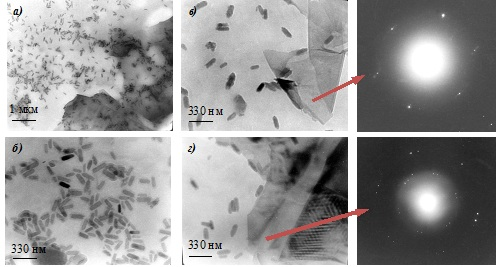 а)
1 мкм
в)
330 нм
б)
330 нм
г)
330 нм